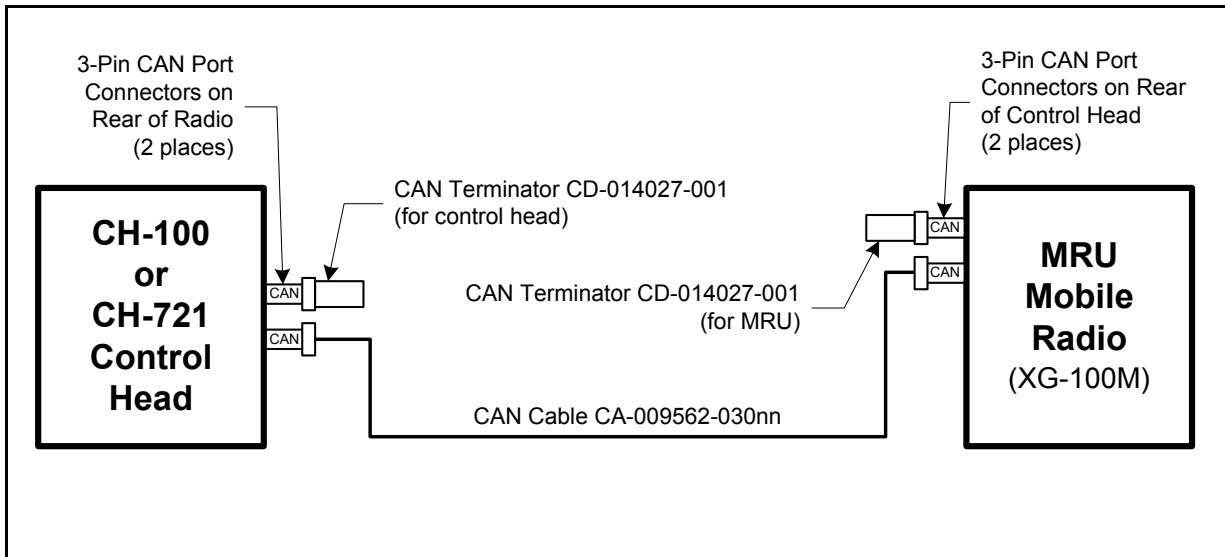 3-Pin CAN Port
Connectors on
Rear of Radio
(2 places)
3-Pin CAN Port
Connectors on Rear
of Control Head
(2 places)
CAN Terminator CD-014027-001
(for control head)
CH-100
or
CH-721
Control
Head
CAN
CAN
CAN Terminator CD-014027-001
(for MRU)
CAN
CAN
MRU
Mobile
Radio
(XG-100M)
CAN Cable CA-009562-030nn